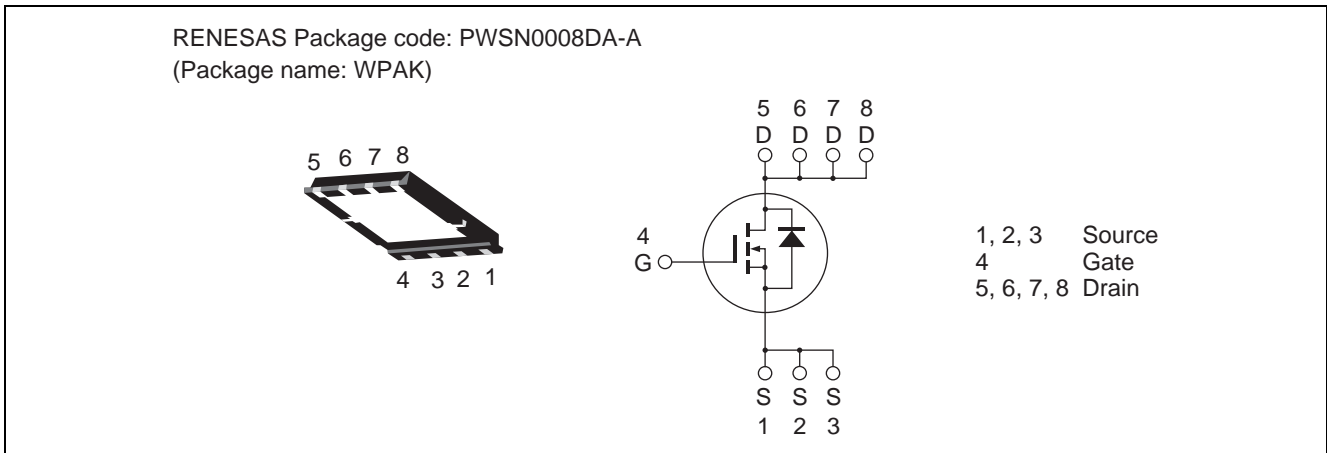 RENESAS Package code: PWSN0008DA-A
(Package name: WPAK)
5 6 7 8
4 3 2 1
5 6 7 8
D D D D
4
G
S S S
1 2 3
1, 2, 3 Source
4 Gate
5, 6, 7, 8 Drain